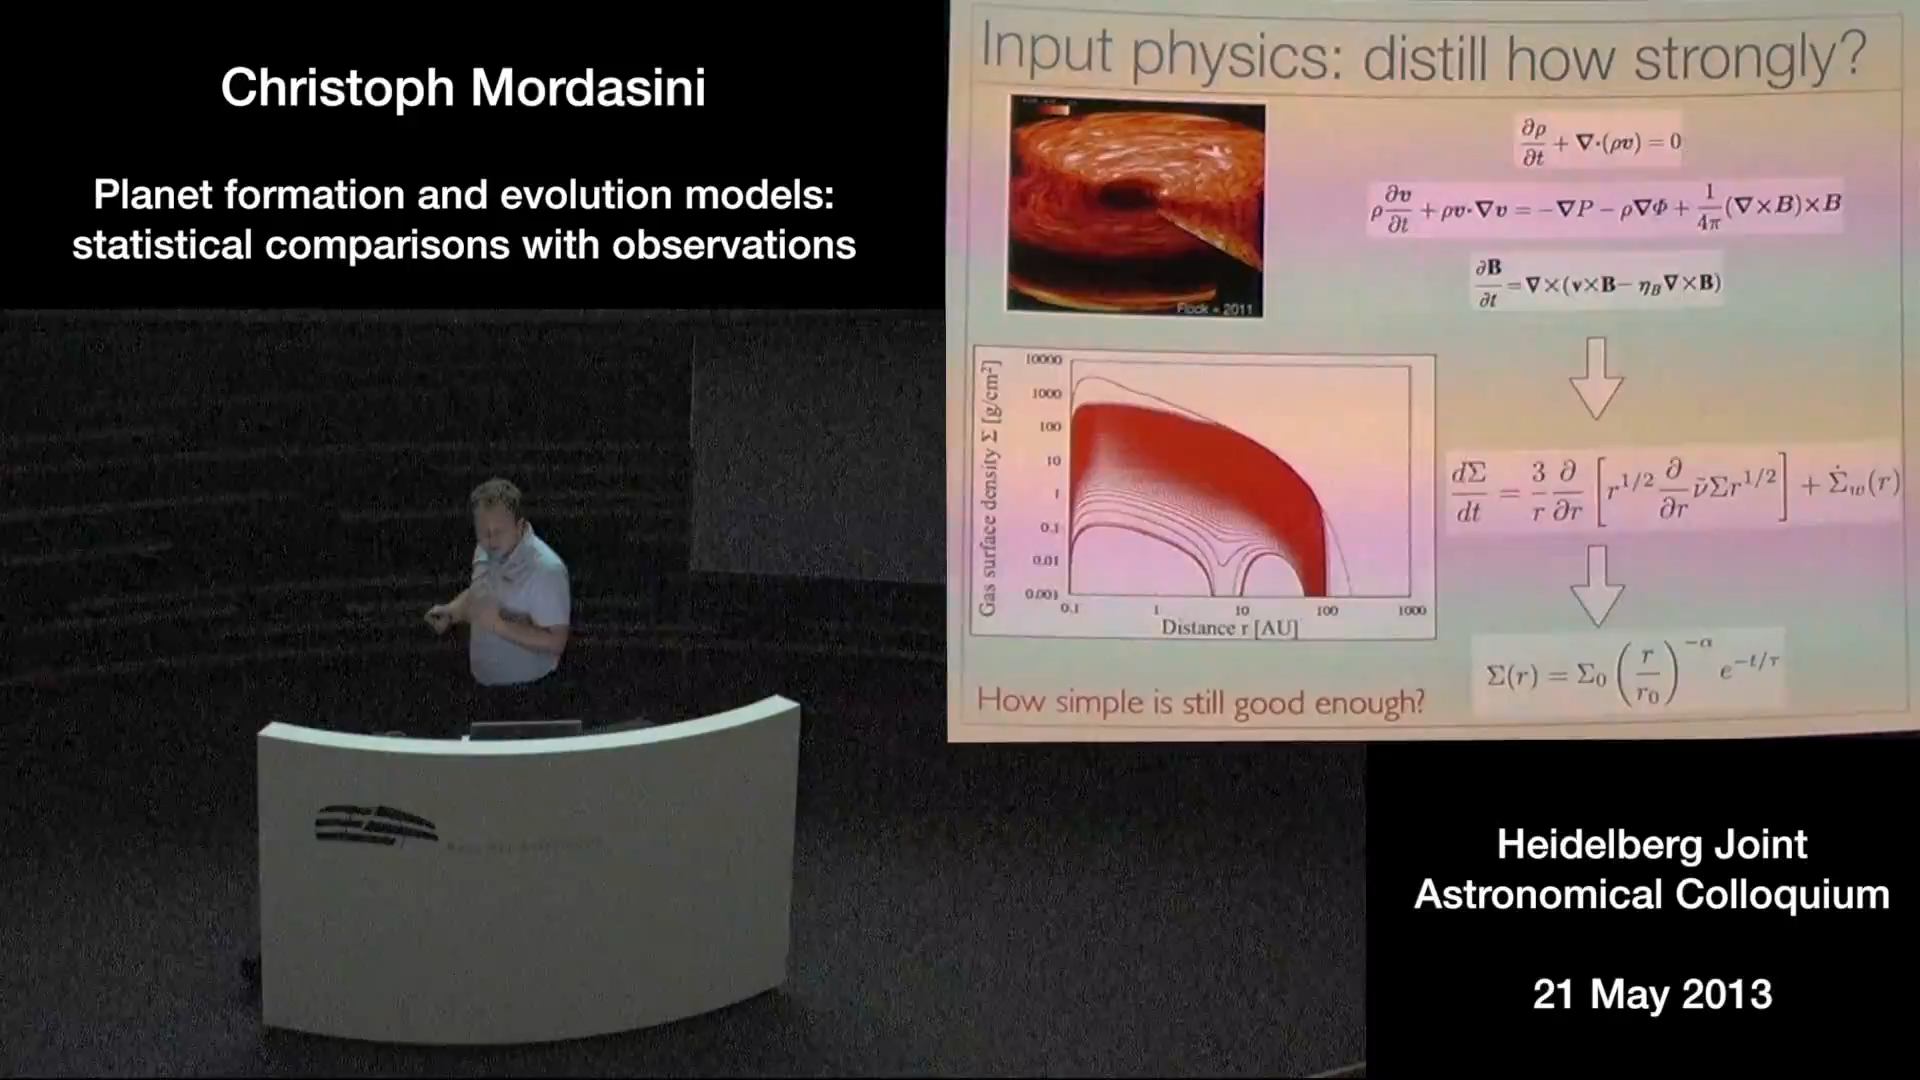 Christoph Mordasini
Planet formation and evolution models:
statistical comparisons with observations
Input physics: distill how strongly?
∂ρ/∂t + ∇·(ρv) = 0
ρ ∂v/∂t + ρv·∇v = −∇P − ρ∇Φ + 1/4π (∇×B)×B
∂B/∂t = ∇×(v×B − η_B ∇×B)
Flock + 2011
Gas surface density Σ [g/cm²]
10000
1000
100
10
1
0.1
0.01
0.001
0.1 1 10 100 1000
Distance r [AU]
dΣ/dt = 3/r ∂/∂r [r^{1/2} ∂/∂r ν̃Σr^{1/2}] + Σ̇_w(r)
Σ(r) = Σ₀ (r/r₀)^{−α} e^{−t/τ}
How simple is still good enough?
Heidelberg Joint
Astronomical Colloquium
21 May 2013